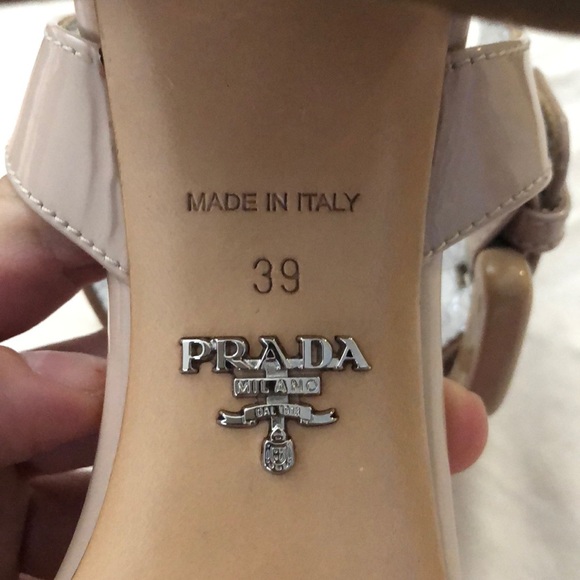 MADE IN ITALY
39
PRADA
MILANO
DAL 1913